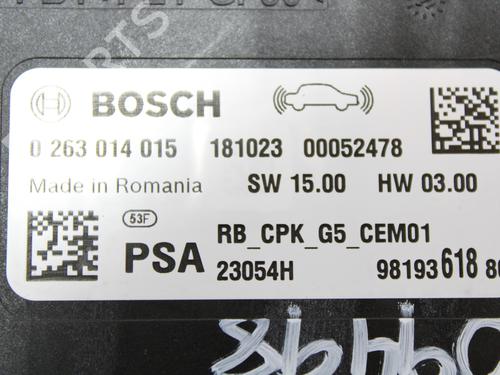 BOSCH
0 263 014 015 181023 00052478
Made in Romania SW 15.00 HW 03.00
53F
PSA RB_CPK_G5_CEM01
23054H 98193618 80